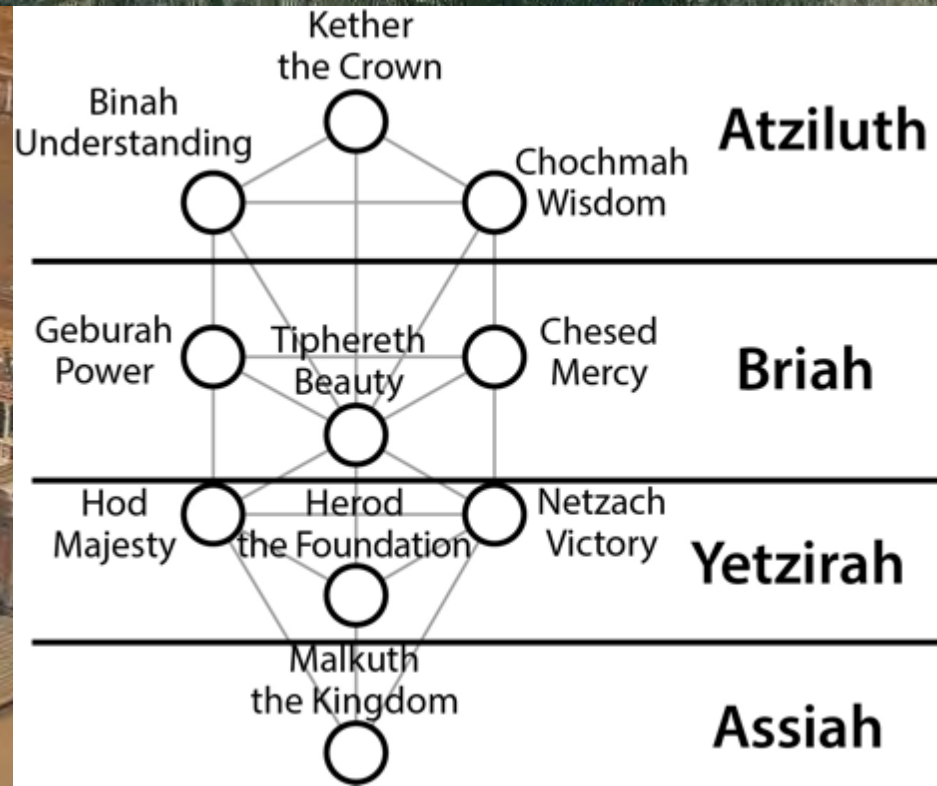 Kether
the Crown
Binah
Understanding
Atziluth
Chochmah
Wisdom
Geburah
Power
Tiphereth
Beauty
Chesed
Mercy
Briah
Hod
Majesty
Herod
the Foundation
Netzach
Victory
Yetzirah
Malkuth
the Kingdom
Assiah